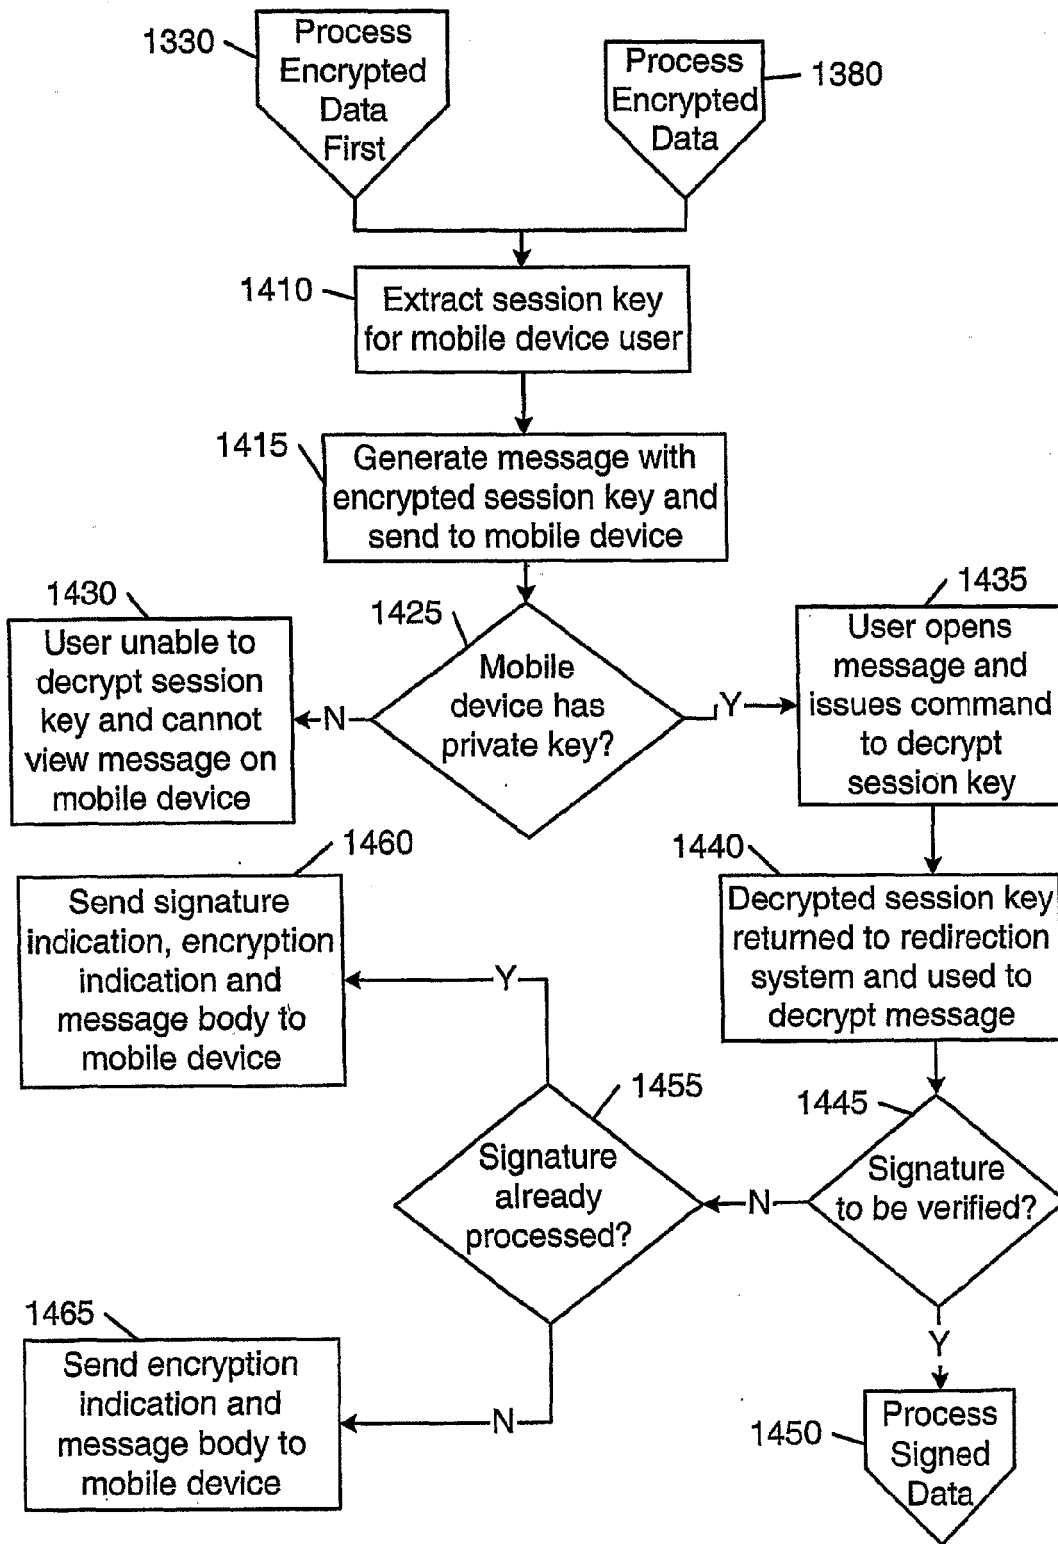 1330
Process
Encrypted
Data
First
Process
Encrypted
Data
1380
1410
Extract session key
for mobile device user
1415
Generate message with
encrypted session key and
send to mobile device
1425
Mobile
device has
private key?
N
Y
1430
User unable to
decrypt session
key and cannot
view message on
mobile device
1435
User opens
message and
issues command
to decrypt
session key
1440
Decrypted session key
returned to redirection
system and used to
decrypt message
1445
Signature
to be verified?
N
Y
1450
Process
Signed
Data
1455
Signature
already
processed?
Y
N
1460
Send signature
indication, encryption
indication and
message body to
mobile device
1465
Send encryption
indication and
message body to
mobile device